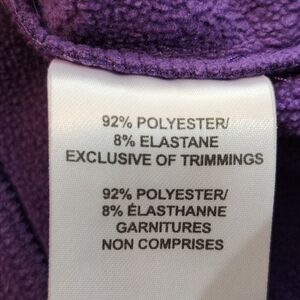 92% POLYESTER/
8% ELASTANE
EXCLUSIVE OF TRIMMINGS
92% POLYESTER/
8% ÉLASTHANNE
GARNITURES
NON COMPRISES